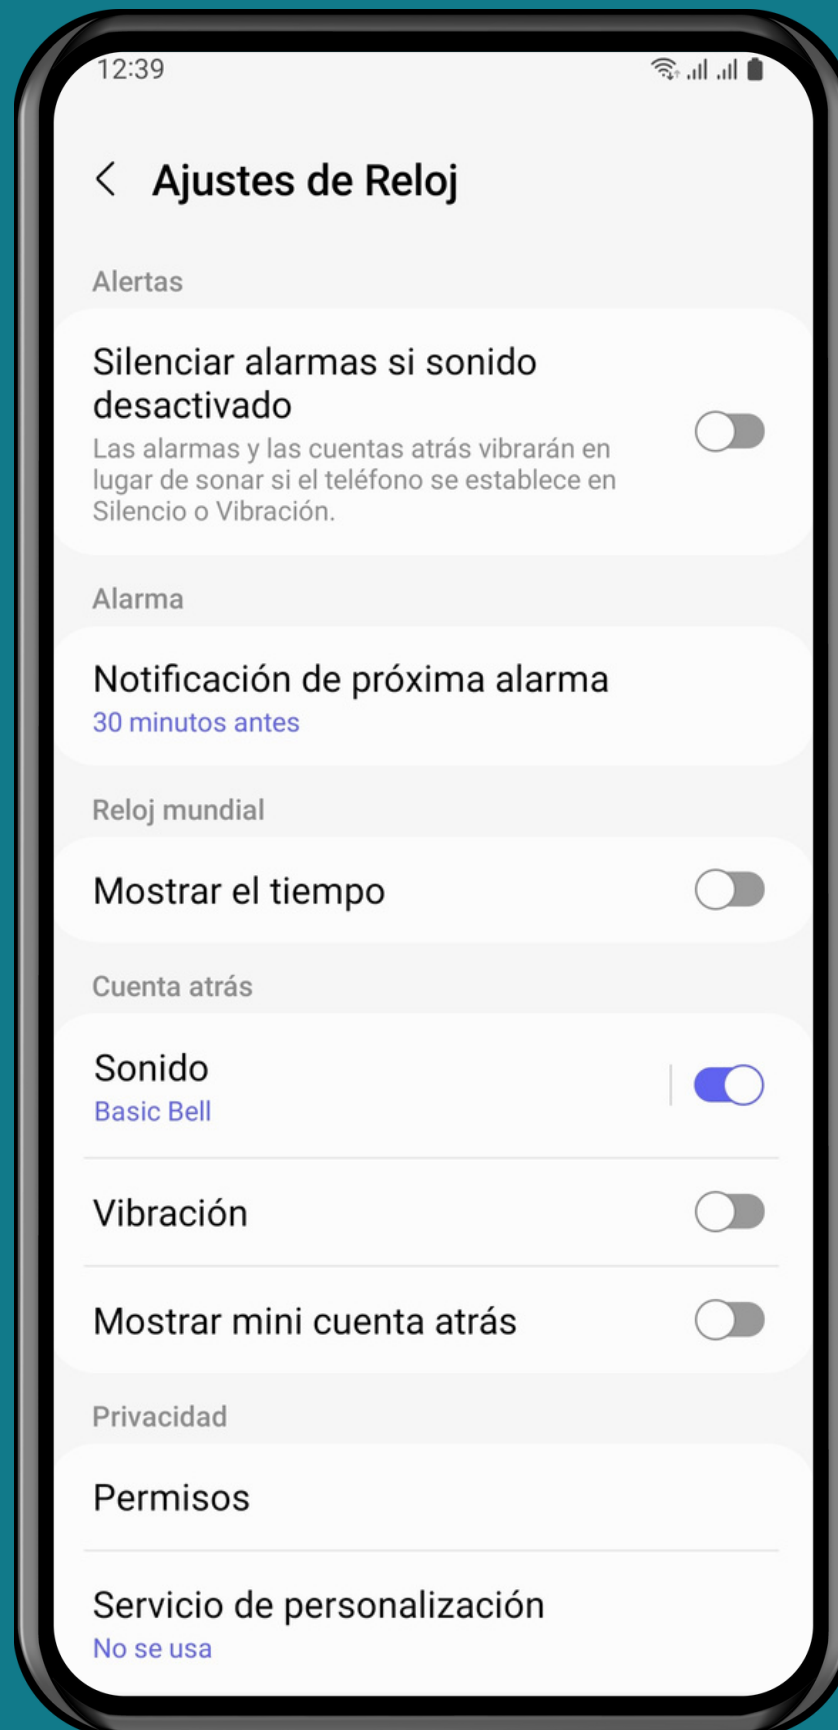 12:39
Ajustes de Reloj
Alertas
Silenciar alarmas si sonido
desactivado
Las alarmas y las cuentas atrás vibrarán en
lugar de sonar si el teléfono se establece en
Silencio o Vibración.
Alarma
Notificación de próxima alarma
30 minutos antes
Reloj mundial
Mostrar el tiempo
Cuenta atrás
Sonido
Basic Bell
Vibración
Mostrar mini cuenta atrás
Privacidad
Permisos
Servicio de personalización
No se usa